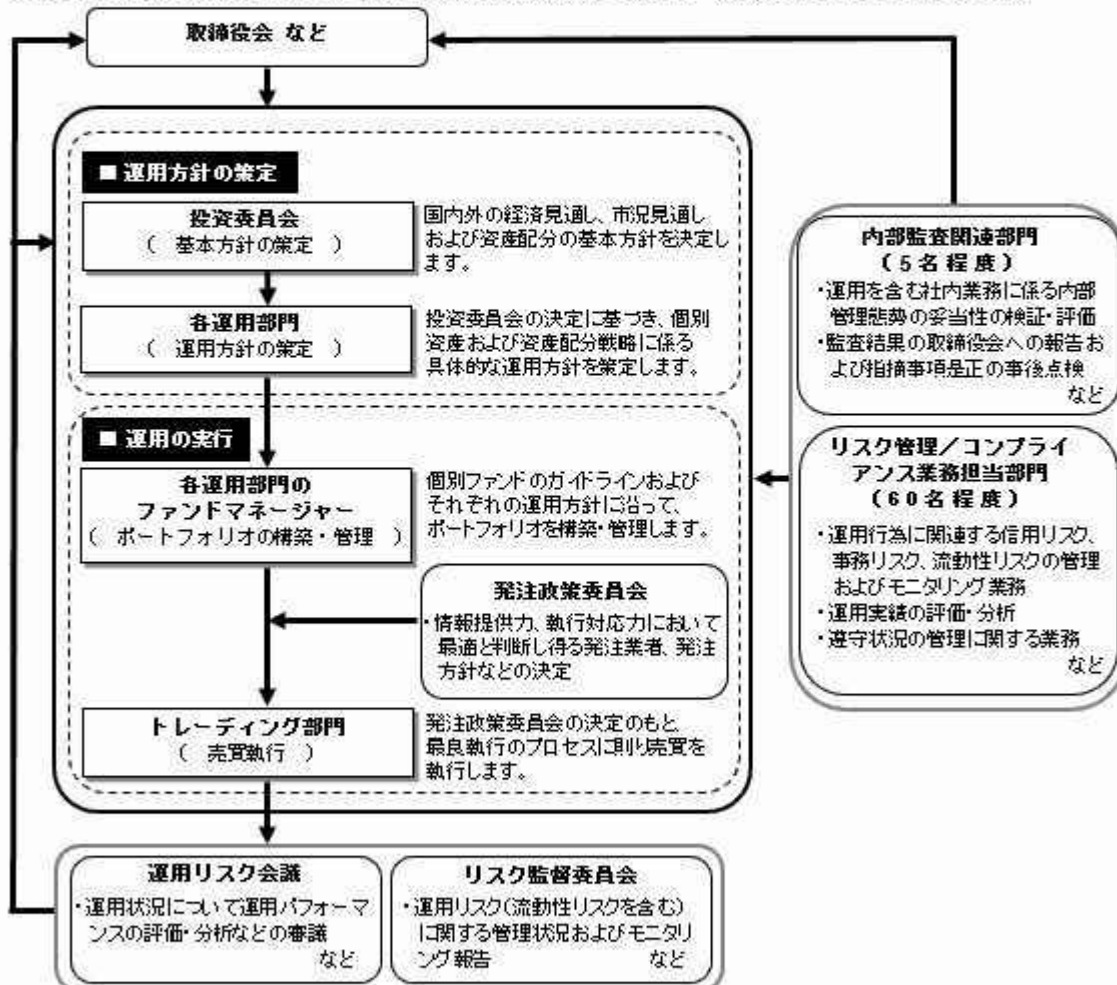 取締役会 など
■ 運用方針の策定
投資委員会
( 基本方針の策定 )
国内外の経済見通し、市況見通し
および資産配分の基本方針を決定し
ます。
各運用部門
( 運用方針の策定 )
投資委員会の決定に基づき、個別
資産および資産配分戦略に係る
具体的な運用方針を策定します。
■ 運用の実行
各運用部門の
ファンドマネージャー
( ポートフォリオの構築・管理 )
個別ファンドのガイドラインおよび
それぞれの運用方針に沿って、
ポートフォリオを構築・管理します。
発注政策委員会
・情報提供力、執行対応力において
最適と判断し得る発注業者、発注
方針などの決定
トレーディング部門
( 売買執行 )
発注政策委員会の決定のもと、
最良執行のプロセスに則り売買を
執行します。
内部監査関連部門
(5名程度)
・運用を含む社内業務に係る内部
管理態勢の妥当性の検証・評価
・監査結果の取締役会への報告お
よび指摘事項是正の事後点検
など
リスク管理/コンプライ
アンス業務担当部門
(60名程度)
・運用行為に関連する信用リスク、
事務リスク、流動性リスクの管理
およびモニタリング業務
・運用実績の評価・分析
・遵守状況の管理に関する業務
など
運用リスク会議
・運用状況について運用パフォーマ
ンスの評価・分析などの審議
など
リスク監督委員会
・運用リスク(流動性リスクを含む)
に関する管理状況およびモニタリ
ング報告 など